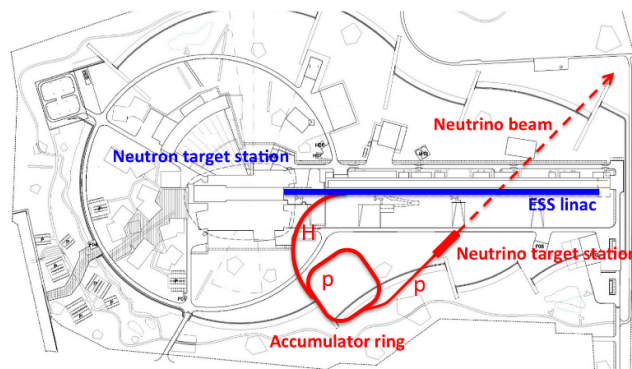 Neutrino beam
Neutron target station
ESS linac
H
Neutrino target station
p
p
Accumulator ring